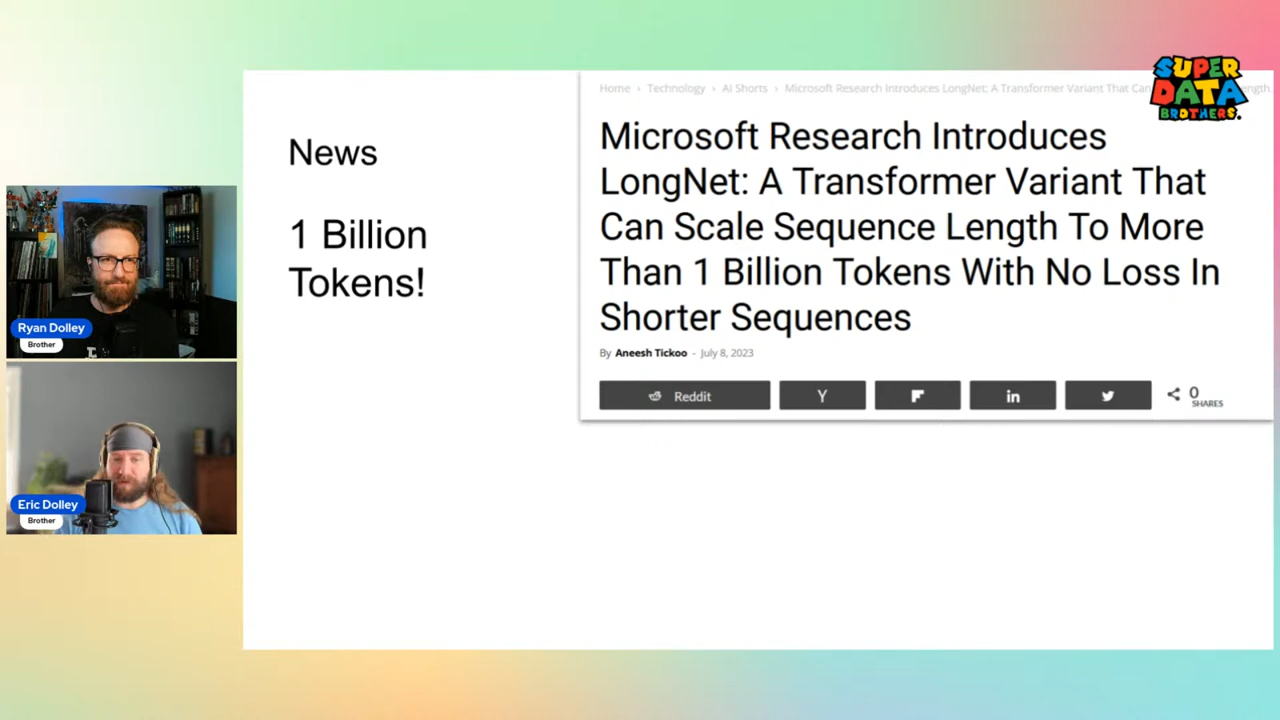 SUPER
DATA
BROTHERS.
News
1 Billion
Tokens!
Home › Technology › AI Shorts › Microsoft Research Introduces LongNet: A Transformer Variant That Can
Microsoft Research Introduces
LongNet: A Transformer Variant That
Can Scale Sequence Length To More
Than 1 Billion Tokens With No Loss In
Shorter Sequences
By Aneesh Tickoo - July 8, 2023
Reddit
0
SHARES
Ryan Dolley
Brother
Eric Dolley
Brother